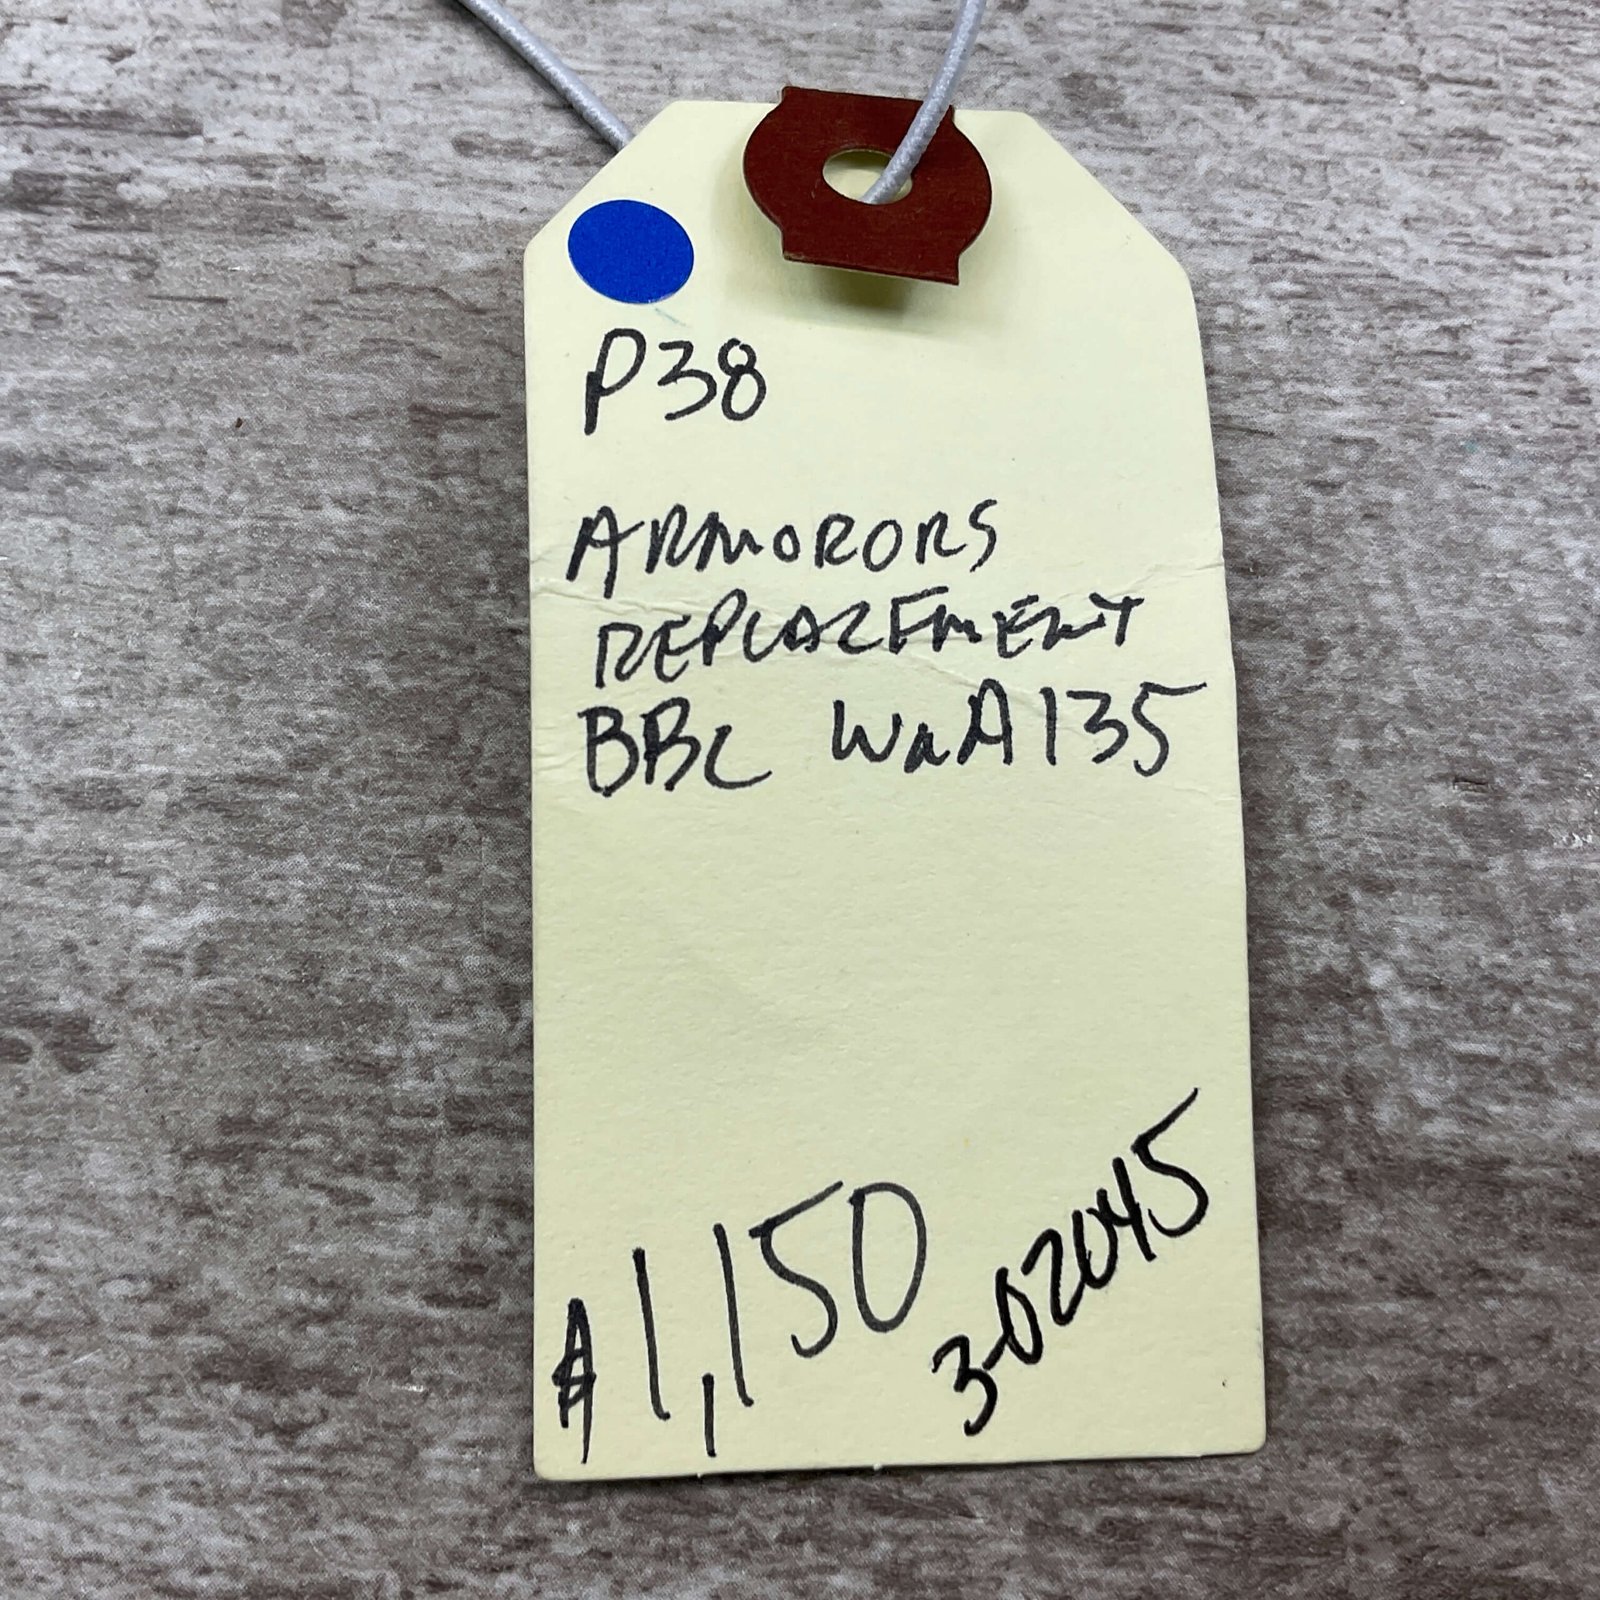 P38
ARMORORS
REPLACEMENT
BBL WaA135
$1,150
3-02045